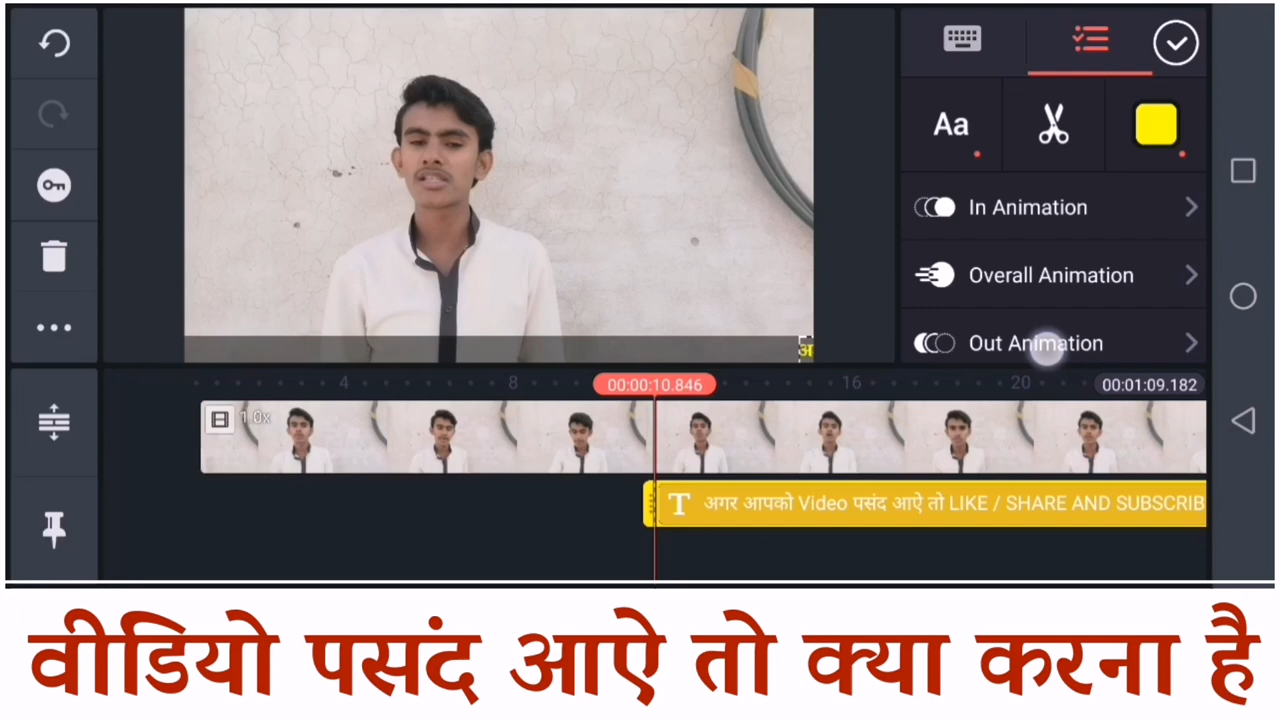 Aa
In Animation
Overall Animation
Out Animation
अ
4
8
00:00:10.846
16
20
00:01:09.182
1.0x
T अगर आपको Video पसंद आऐ तो LIKE / SHARE AND SUBSCRIB
वीडियो पसंद आऐ तो क्या करना है